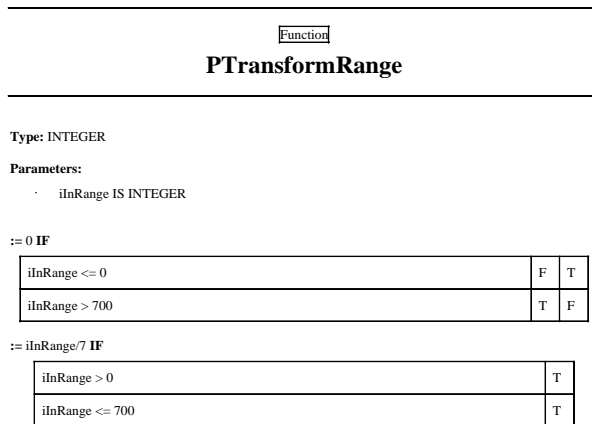 Function
PTransformRange
Type: INTEGER
Parameters:
· iInRange IS INTEGER
:= 0 IF
iInRange <= 0 F T
iInRange > 700 T F
:= iInRange/7 IF
iInRange > 0 T
iInRange <= 700 T